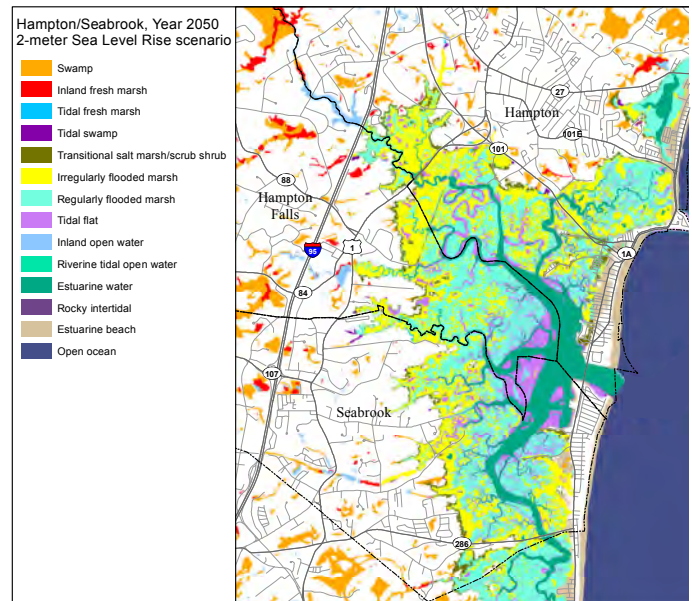 Hampton/Seabrook, Year 2050
2-meter Sea Level Rise scenario
Swamp
Inland fresh marsh
Tidal fresh marsh
Tidal swamp
Transitional salt marsh/scrub shrub
Irregularly flooded marsh
Regularly flooded marsh
Tidal flat
Inland open water
Riverine tidal open water
Estuarine water
Rocky intertidal
Estuarine beach
Open ocean
27
Hampton
101E
101
88
Hampton
Falls
1
95
1A
84
107
Seabrook
286